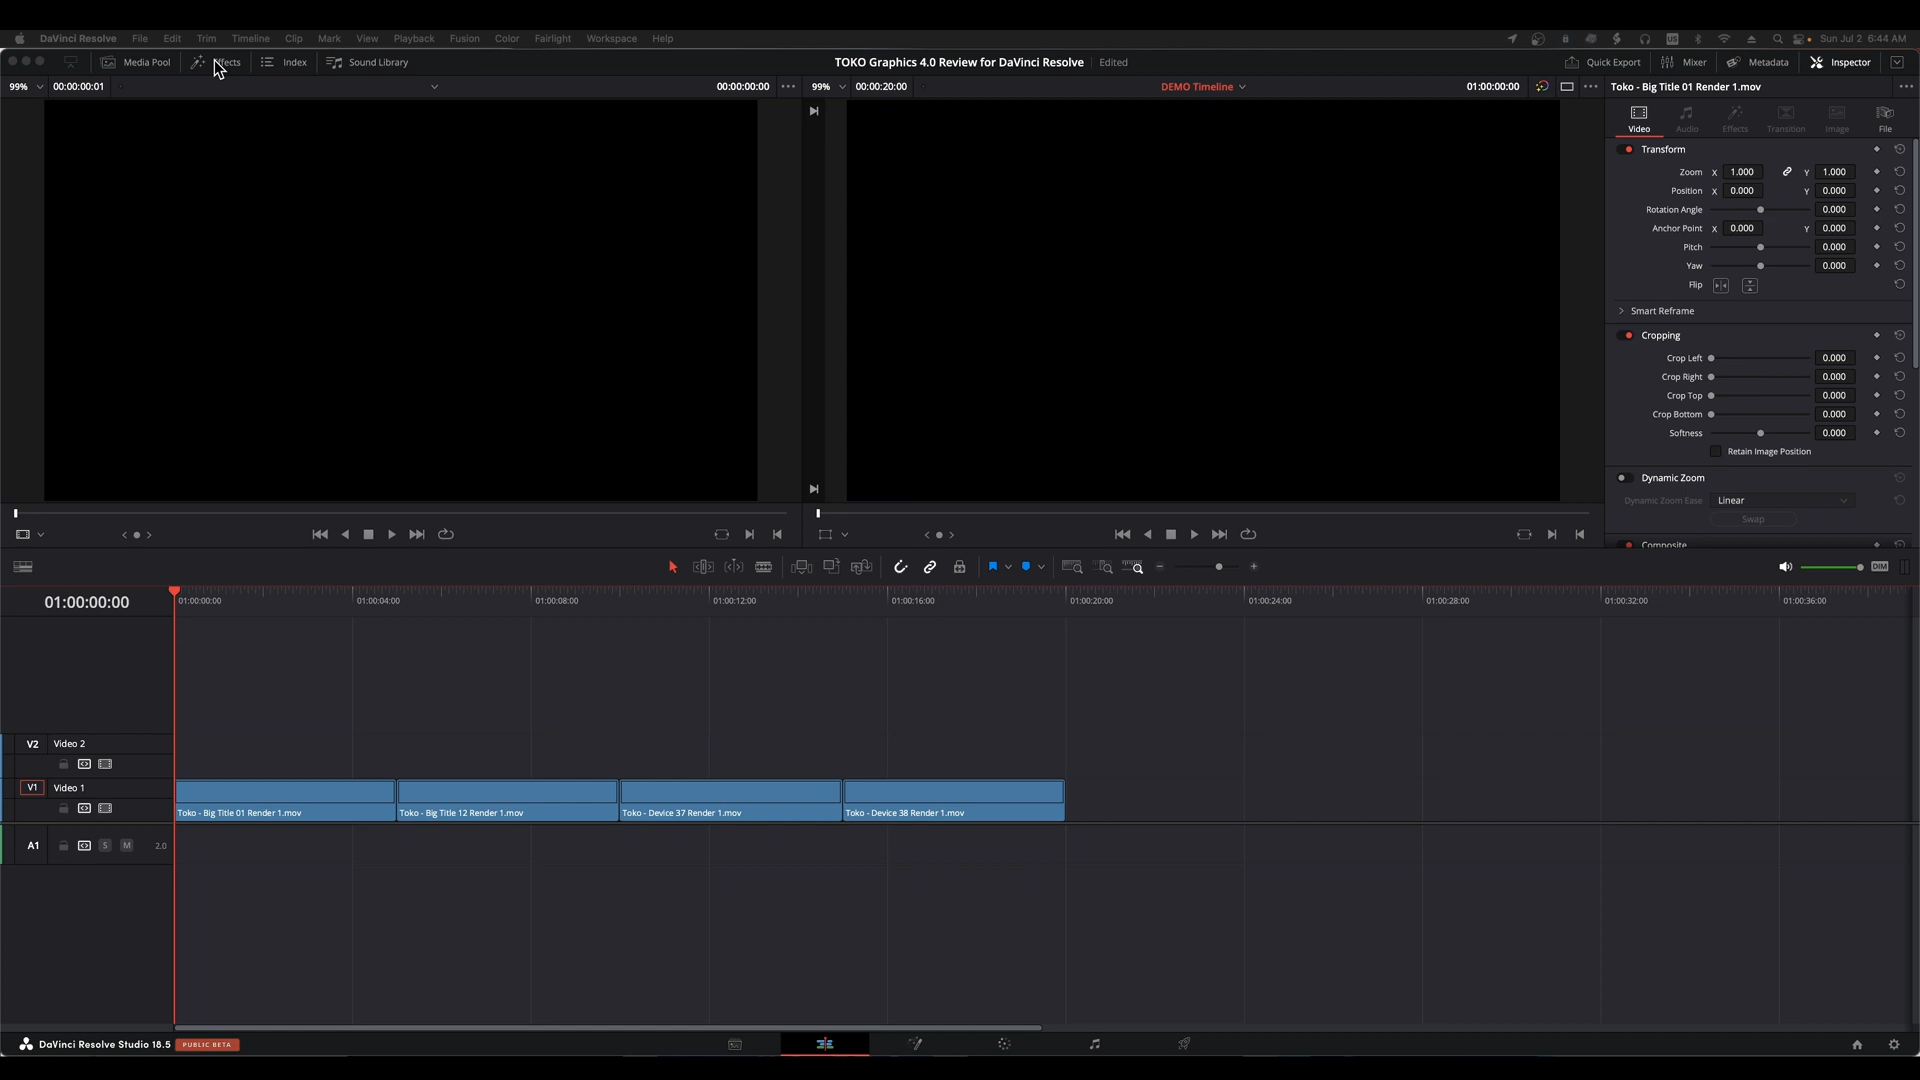 DaVinci Resolve File Edit Trim Timeline Clip Mark View Playback Fusion Color Fairlight Workspace Help US Sun Jul 2 6:44 AM
Media Pool Effects Index Sound Library TOKO Graphics 4.0 Review for DaVinci Resolve Edited Quick Export Mixer Metadata Inspector
99% 00:00:00:01 00:00:00:00 99% 00:00:20:00 DEMO Timeline 01:00:00:00 Toko - Big Title 01 Render 1.mov
Video Audio Effects Transition Image File
Transform
Zoom X 1.000 Y 1.000
Position X 0.000 Y 0.000
Rotation Angle 0.000
Anchor Point X 0.000 Y 0.000
Pitch 0.000
Yaw 0.000
Flip
Smart Reframe
Cropping
Crop Left 0.000
Crop Right 0.000
Crop Top 0.000
Crop Bottom 0.000
Softness 0.000
Retain Image Position
Dynamic Zoom
Dynamic Zoom Ease Linear
Swap
Composite
DIM
01:00:00:00 01:00:00:00 01:00:04:00 01:00:08:00 01:00:12:00 01:00:16:00 01:00:20:00 01:00:24:00 01:00:28:00 01:00:32:00 01:00:36:00
V2 Video 2
V1 Video 1
Toko - Big Title 01 Render 1.mov Toko - Big Title 12 Render 1.mov Toko - Device 37 Render 1.mov Toko - Device 38 Render 1.mov
A1 S M 2.0
DaVinci Resolve Studio 18.5 PUBLIC BETA